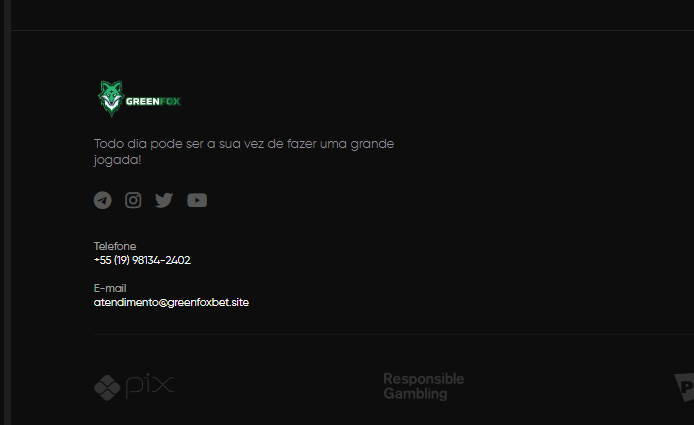 GREENFOX
Todo dia pode ser a sua vez de fazer uma grande
jogada!
Telefone
+55 (19) 98134-2402
E-mail
atendimento@greenfoxbet.site
pix
Responsible
Gambling